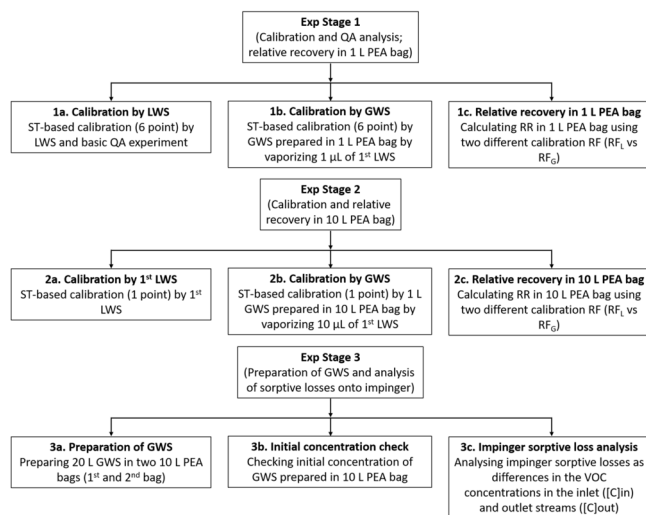 Exp Stage 1
(Calibration and QA analysis;
relative recovery in 1 L PEA bag)
1a. Calibration by LWS
ST-based calibration (6 point) by
LWS and basic QA experiment
1b. Calibration by GWS
ST-based calibration (6 point) by
GWS prepared in 1 L PEA bag by
vaporizing 1 µL of 1st LWS
1c. Relative recovery in 1 L PEA bag
Calculating RR in 1 L PEA bag using
two different calibration RF (RFL vs
RFG)
Exp Stage 2
(Calibration and relative
recovery in 10 L PEA bag)
2a. Calibration by 1st LWS
ST-based calibration (1 point) by 1st
LWS
2b. Calibration by GWS
ST-based calibration (1 point) by 1 L
GWS prepared in 10 L PEA bag by
vaporizing 10 µL of 1st LWS
2c. Relative recovery in 10 L PEA bag
Calculating RR in 10 L PEA bag using
two different calibration RF (RFL vs
RFG)
Exp Stage 3
(Preparation of GWS and analysis
of sorptive losses onto impinger)
3a. Preparation of GWS
Preparing 20 L GWS in two 10 L PEA
bags (1st and 2nd bag)
3b. Initial concentration check
Checking initial concentration of
GWS prepared in 10 L PEA bag
3c. Impinger sorptive loss analysis
Analysing impinger sorptive losses as
differences in the VOC
concentrations in the inlet ([C]in)
and outlet streams ([C]out)